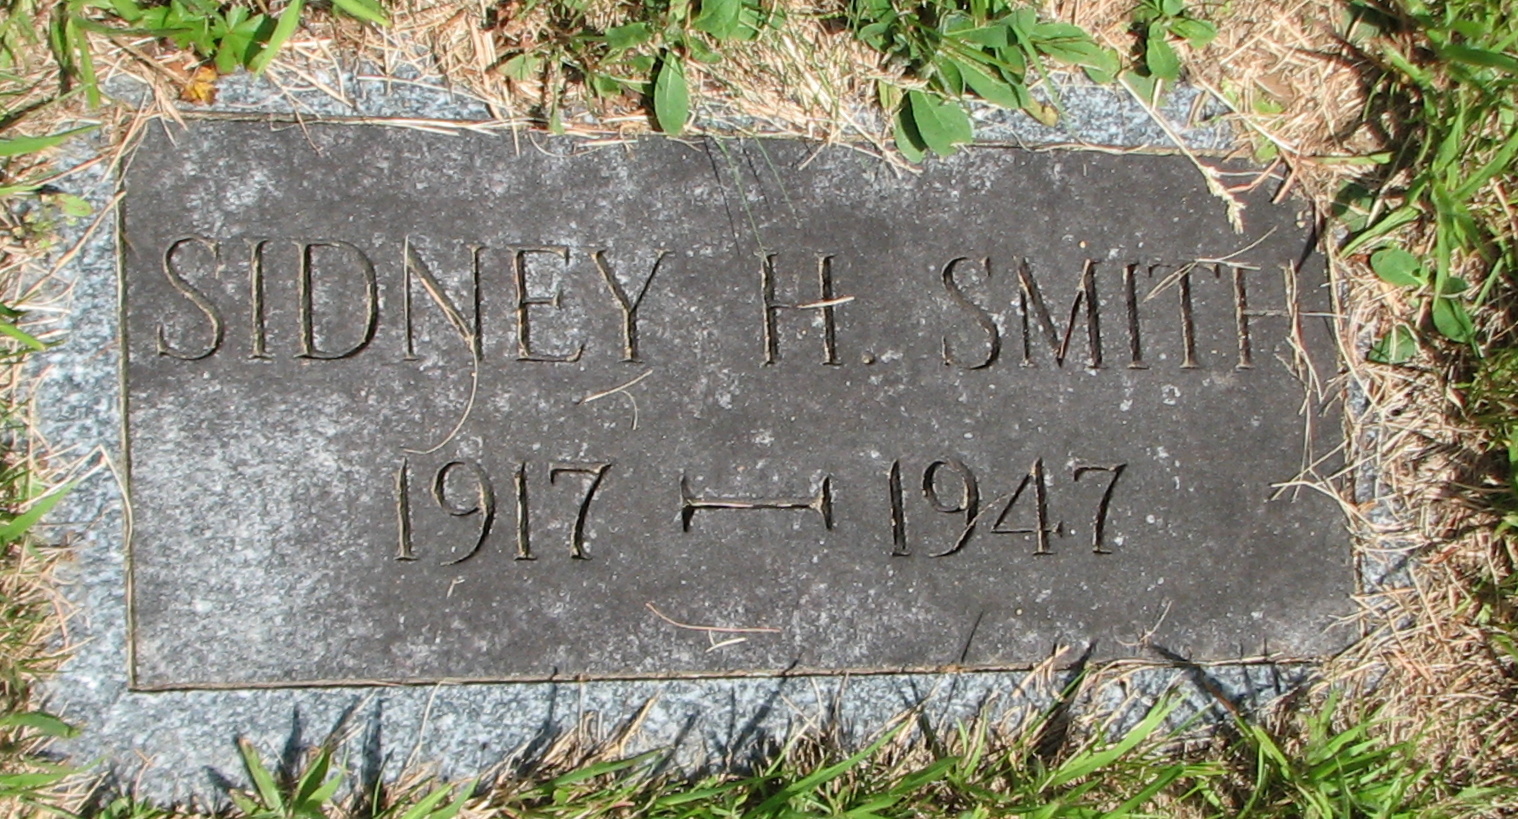 SIDNEY H. SMITH
1917 — 1947